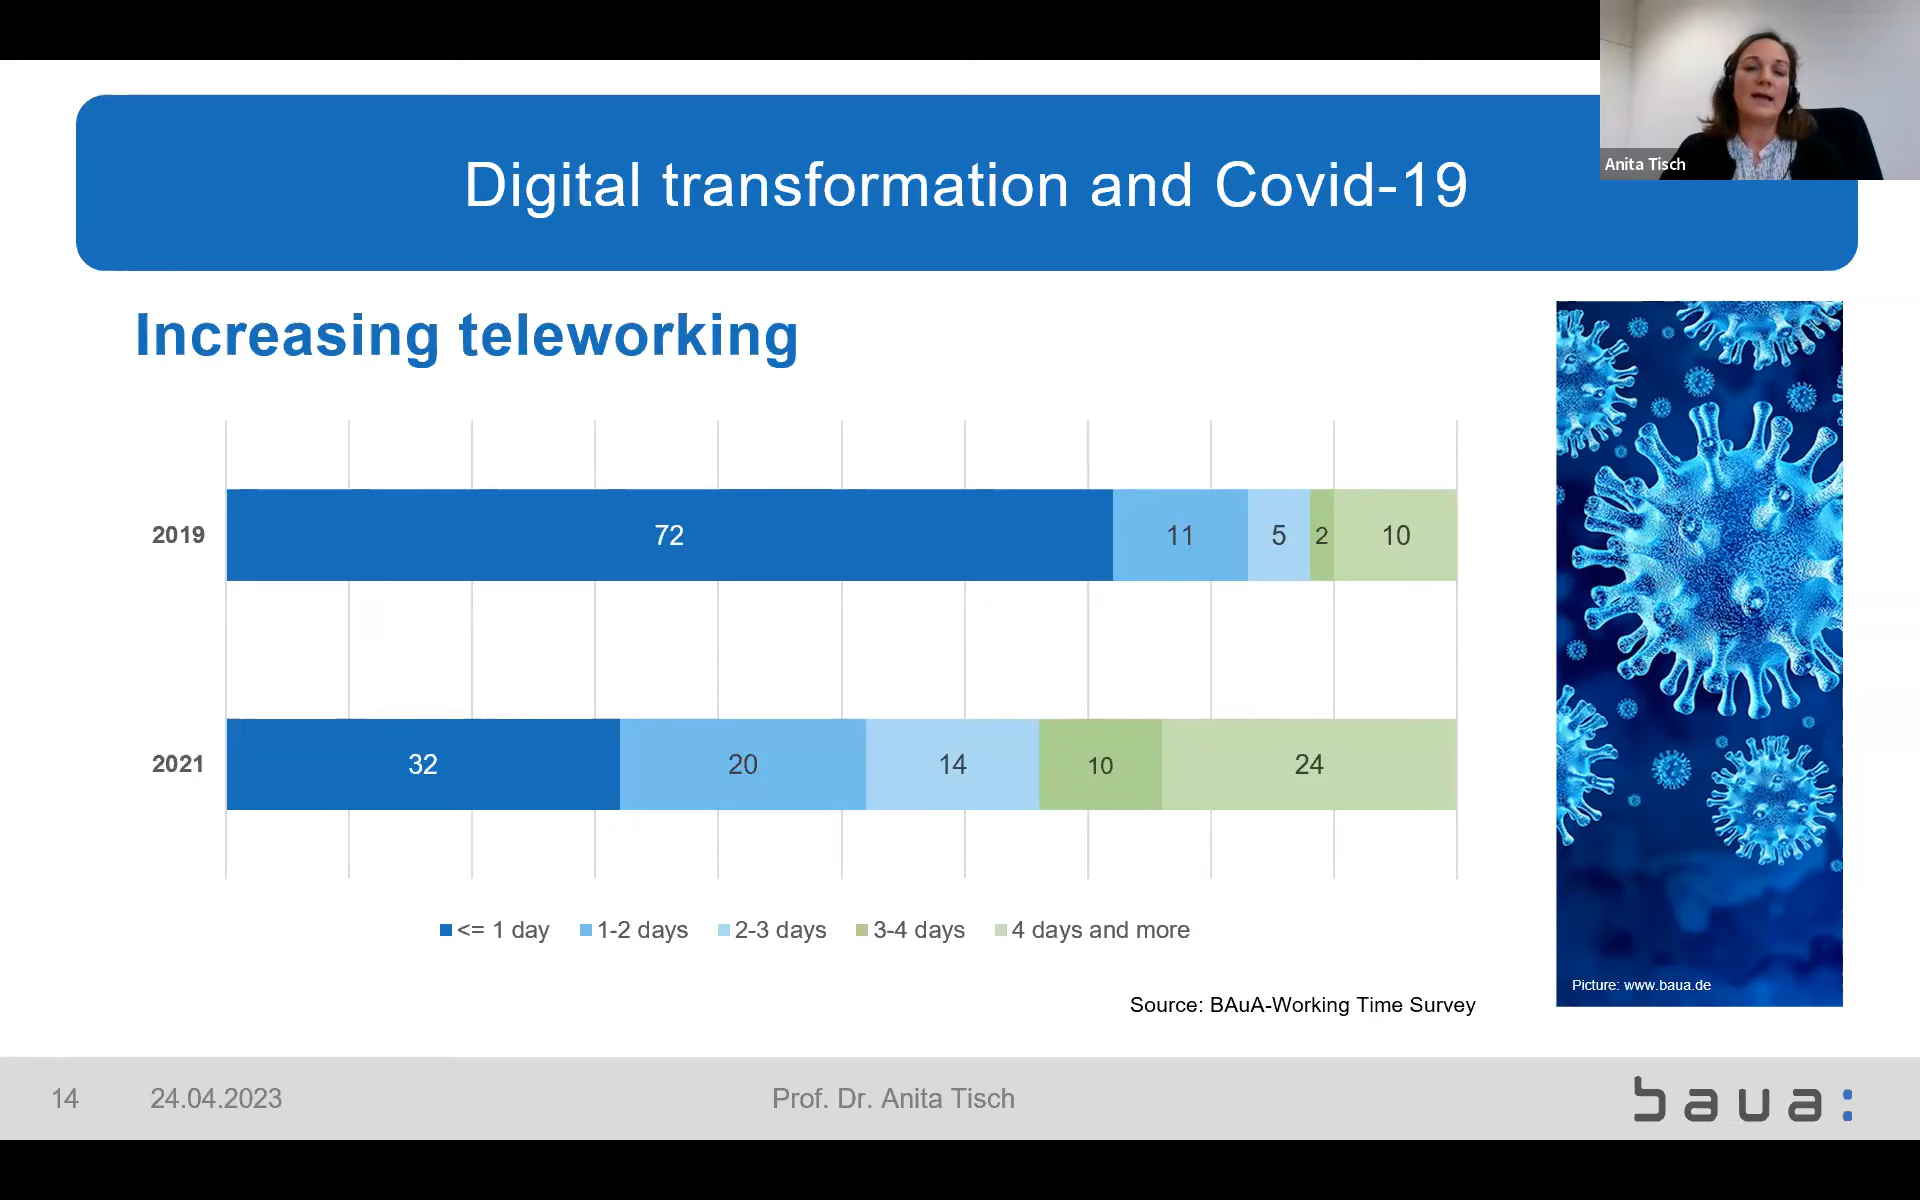 Anita Tisch
Digital transformation and Covid-19
Increasing teleworking
2019
72
11
5
2
10
2021
32
20
14
10
24
<= 1 day
1-2 days
2-3 days
3-4 days
4 days and more
Source: BAuA-Working Time Survey
Picture: www.baua.de
14
24.04.2023
Prof. Dr. Anita Tisch
baua: